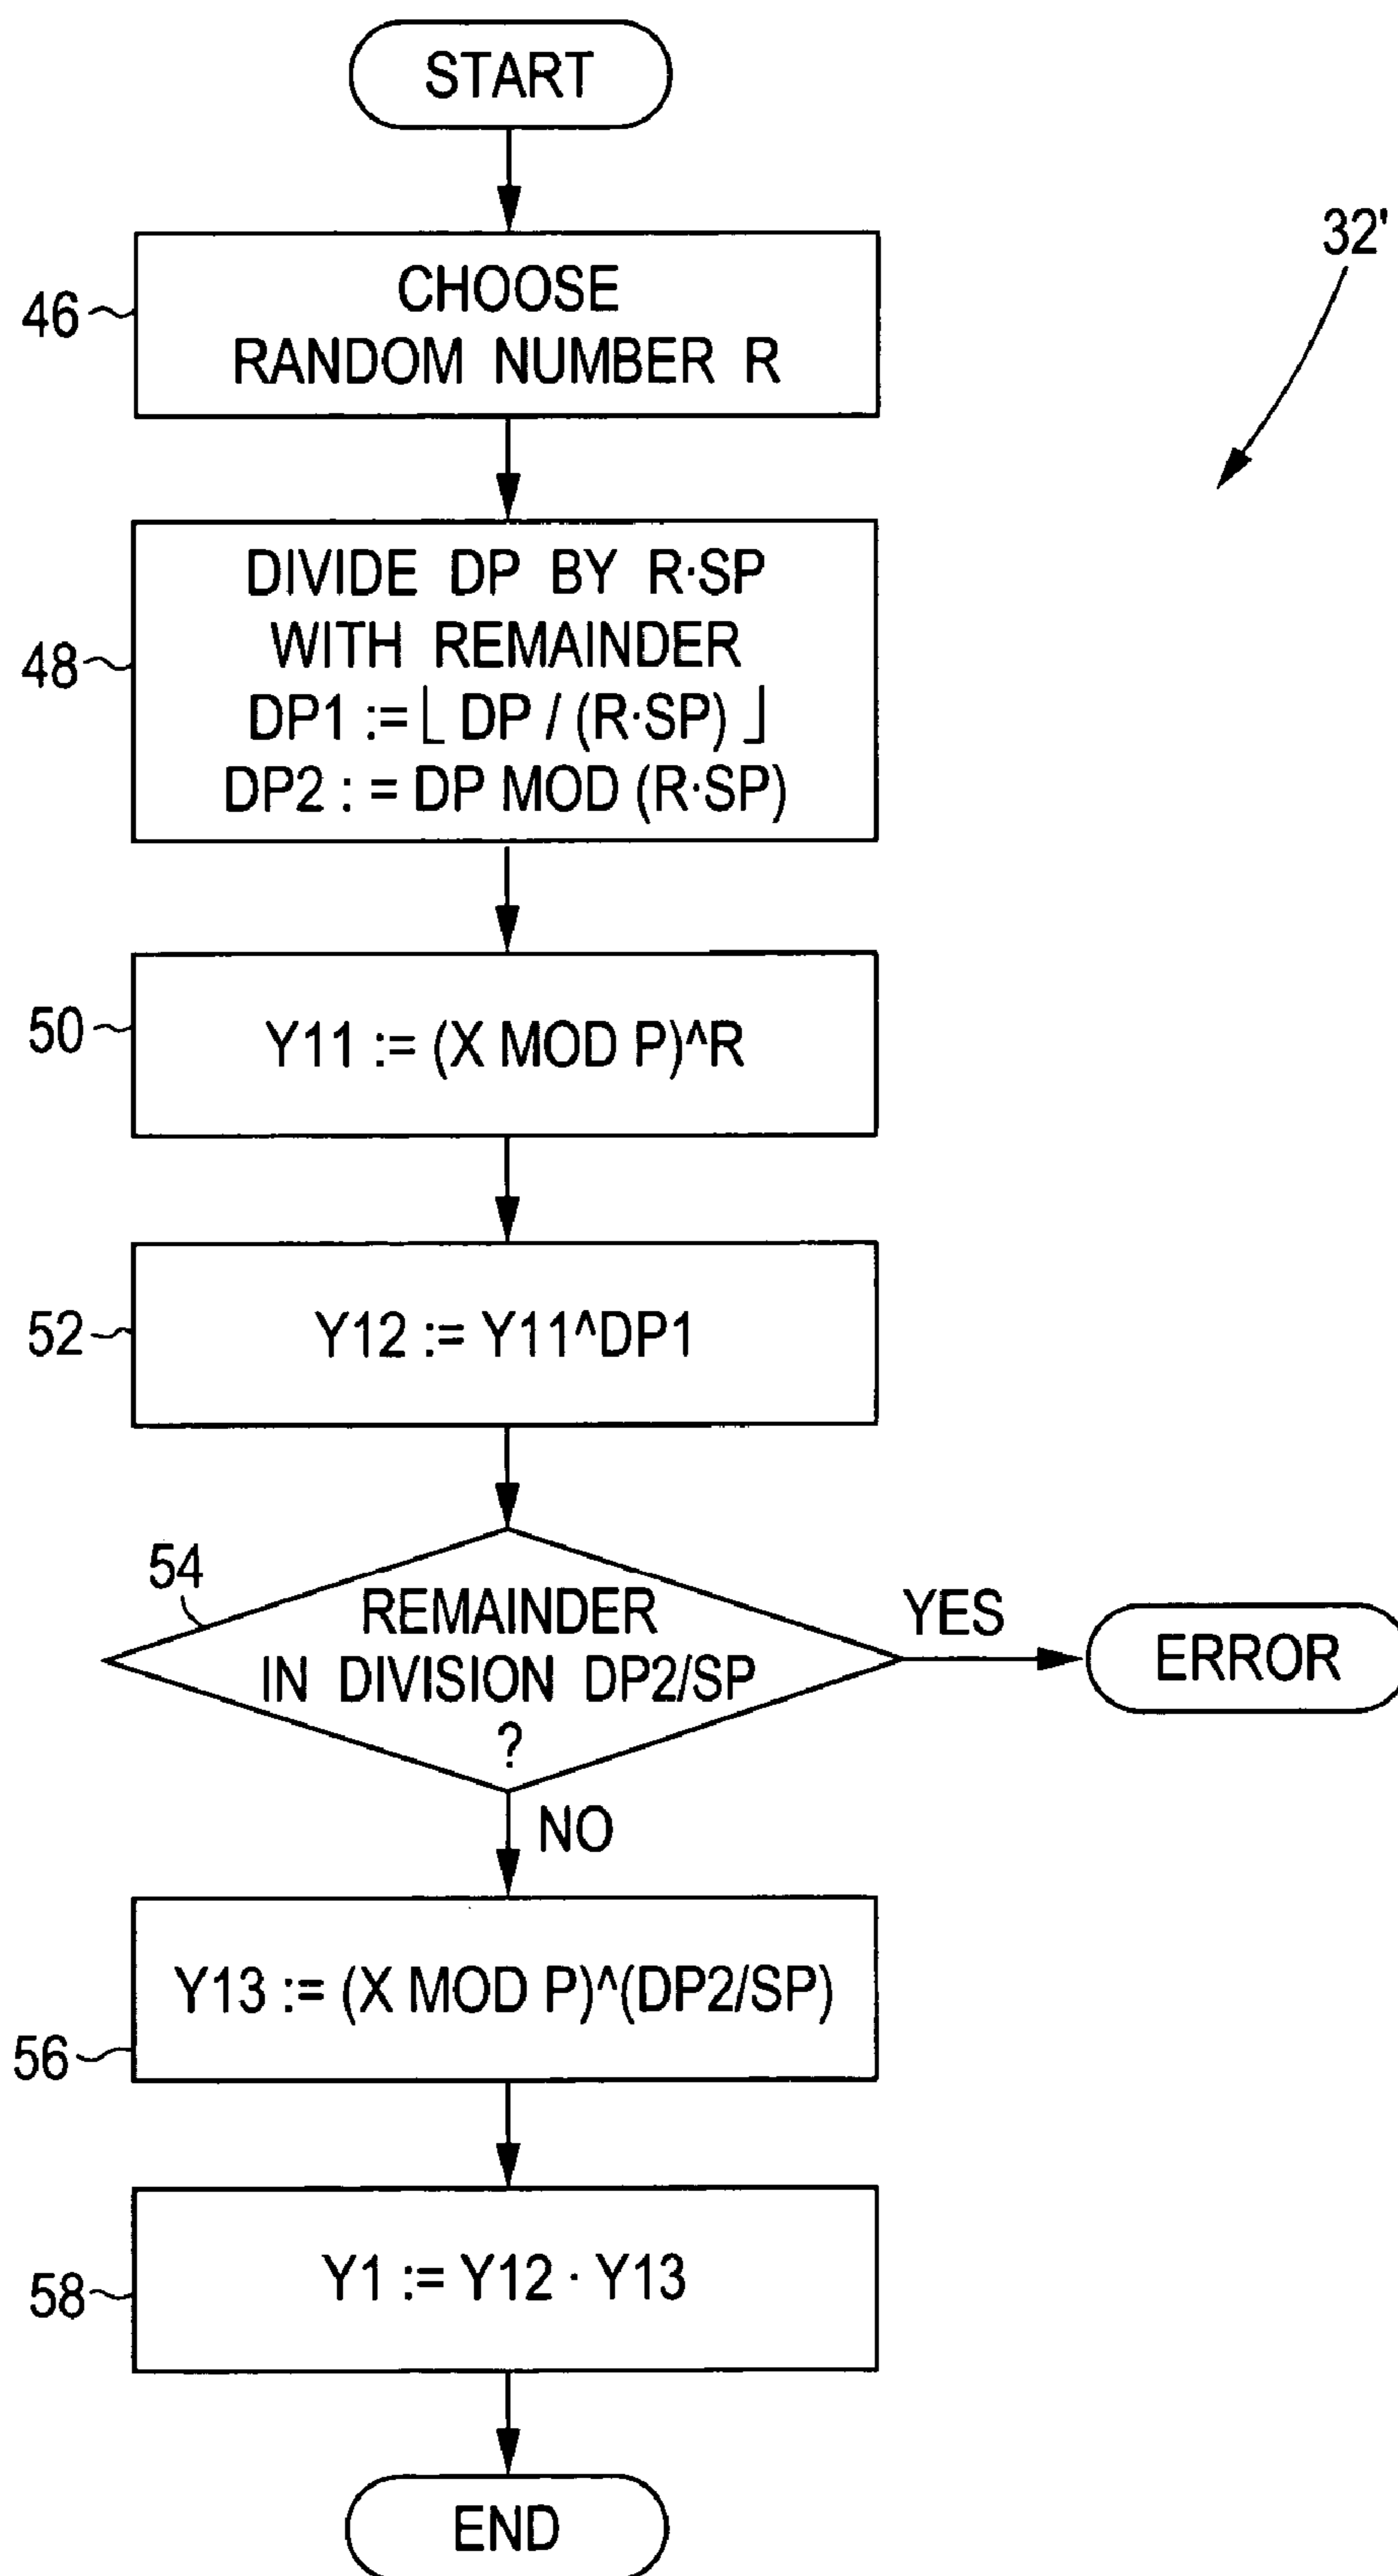 START
32'
46
CHOOSE
RANDOM NUMBER R
48
DIVIDE DP BY R·SP
WITH REMAINDER
DP1 := ⌊ DP / (R·SP) ⌋
DP2 : = DP MOD (R·SP)
50
Y11 := (X MOD P)^R
52
Y12 := Y11^DP1
54
REMAINDER
IN DIVISION DP2/SP
?
YES
ERROR
NO
Y13 := (X MOD P)^(DP2/SP)
56
58
Y1 := Y12 · Y13
END